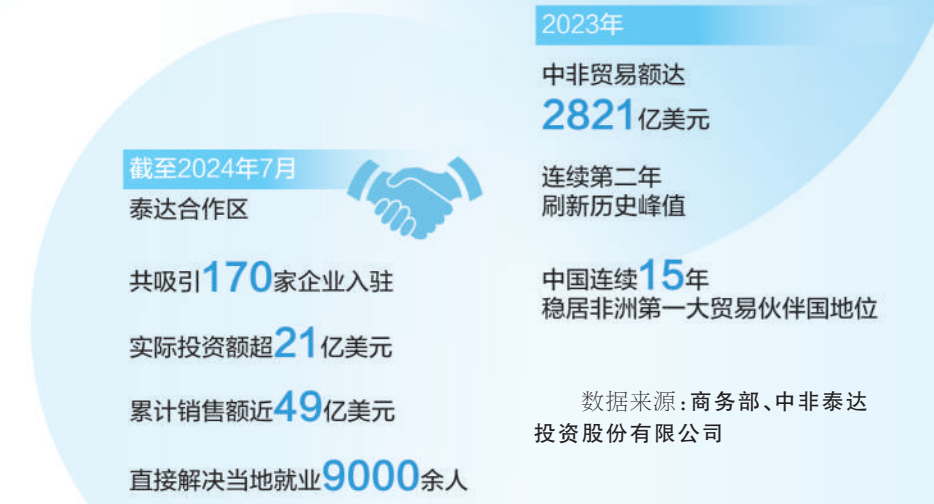 截至2024年7月
泰达合作区
共吸引170家企业入驻
实际投资额超21亿美元
累计销售额近49亿美元
直接解决当地就业9000余人
2023年
中非贸易额达
2821亿美元
连续第二年
刷新历史峰值
中国连续15年
稳居非洲第一大贸易伙伴国地位
数据来源:商务部、中非泰达
投资股份有限公司